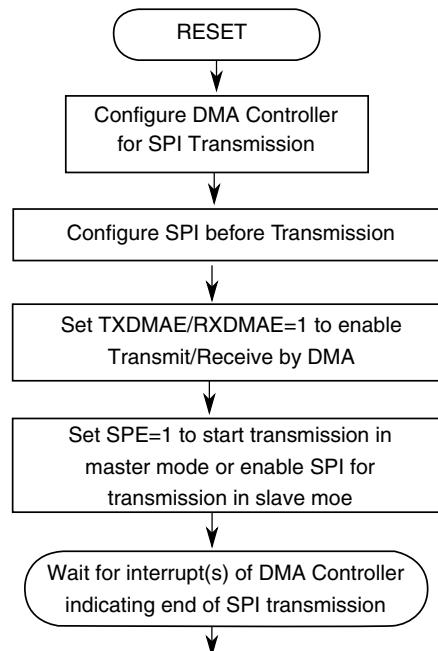 RESET
Configure DMA Controller
for SPI Transmission
Configure SPI before Transmission
Set TXDMAE/RXDMAE=1 to enable
Transmit/Receive by DMA
Set SPE=1 to start transmission in
master mode or enable SPI for
transmission in slave moe
Wait for interrupt(s) of DMA Controller
indicating end of SPI transmission